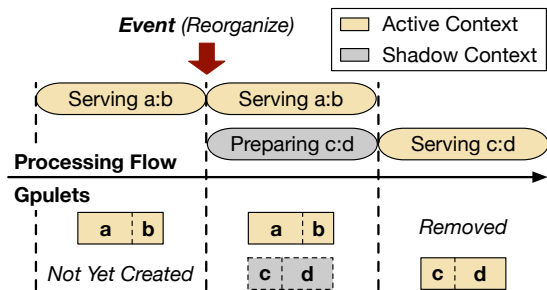 Event (Reorganize)
Active Context
Shadow Context
Serving a:b
Serving a:b
Preparing c:d
Serving c:d
Processing Flow
Gpulets
a b
a b
Removed
Not Yet Created
c d
c d